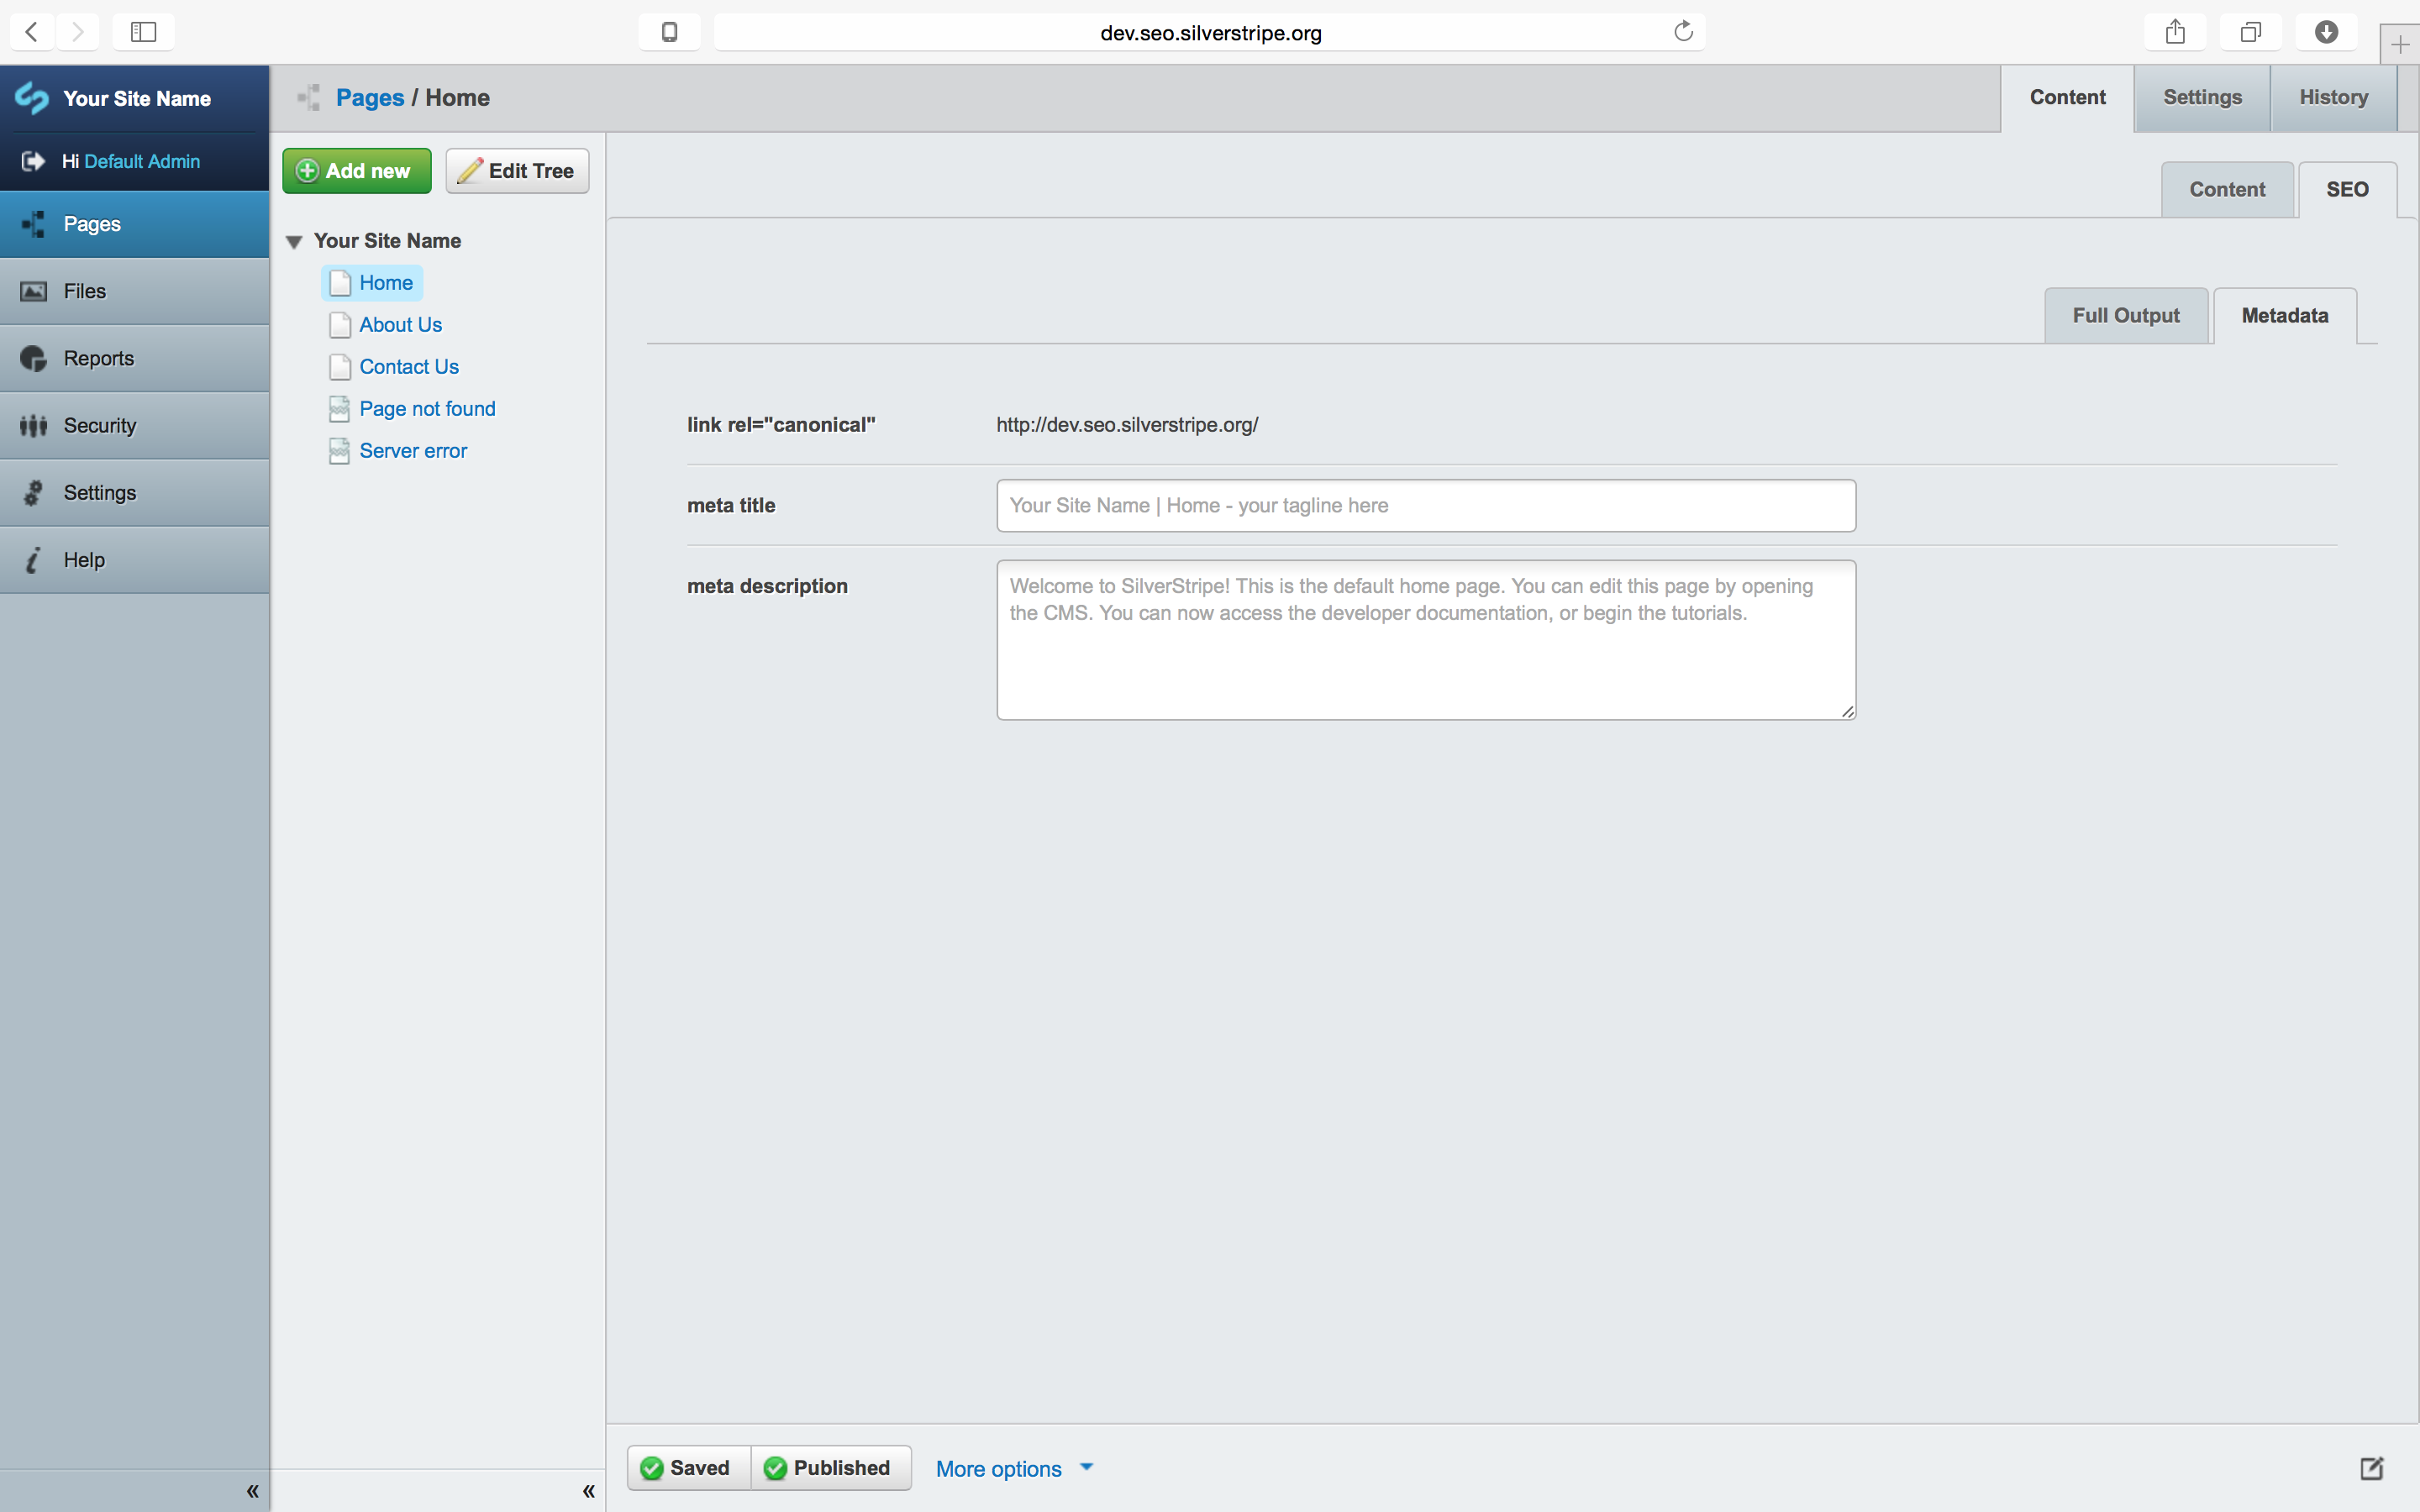 dev.seo.silverstripe.org
Your Site Name
Hi Default Admin
Pages
Files
Reports
Security
Settings
Help
«
Pages / Home
Content
Settings
History
Add new
Edit Tree
Your Site Name
Home
About Us
Contact Us
Page not found
Server error
«
Content
SEO
Full Output
Metadata
link rel="canonical"
http://dev.seo.silverstripe.org/
meta title
Your Site Name | Home - your tagline here
meta description
Welcome to SilverStripe! This is the default home page. You can edit this page by opening
the CMS. You can now access the developer documentation, or begin the tutorials.
Saved
Published
More options